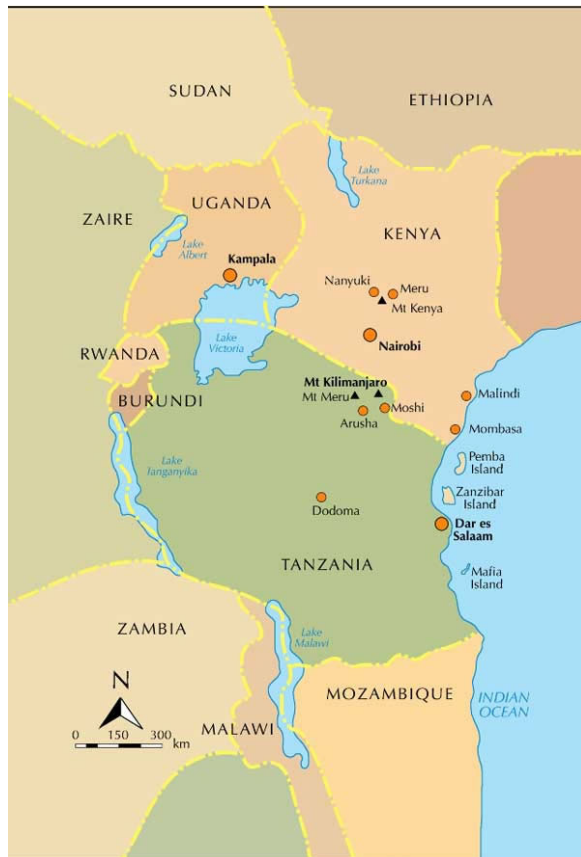 SUDAN
ETHIOPIA
Lake
Turkana
UGANDA
ZAIRE
KENYA
Lake
Albert
Kampala
Nanyuki
Meru
Mt Kenya
Lake
Victoria
Nairobi
RWANDA
Mt Kilimanjaro
Mt Meru
BURUNDI
Malindi
Moshi
Arusha
Mombasa
Lake
Tanganyika
Pemba
Island
Zanzibar
Island
Dodoma
Dar es
Salaam
TANZANIA
Mafia
Island
ZAMBIA
Lake
Malawi
N
MOZAMBIQUE
INDIAN
OCEAN
MALAWI
0 150 300
km